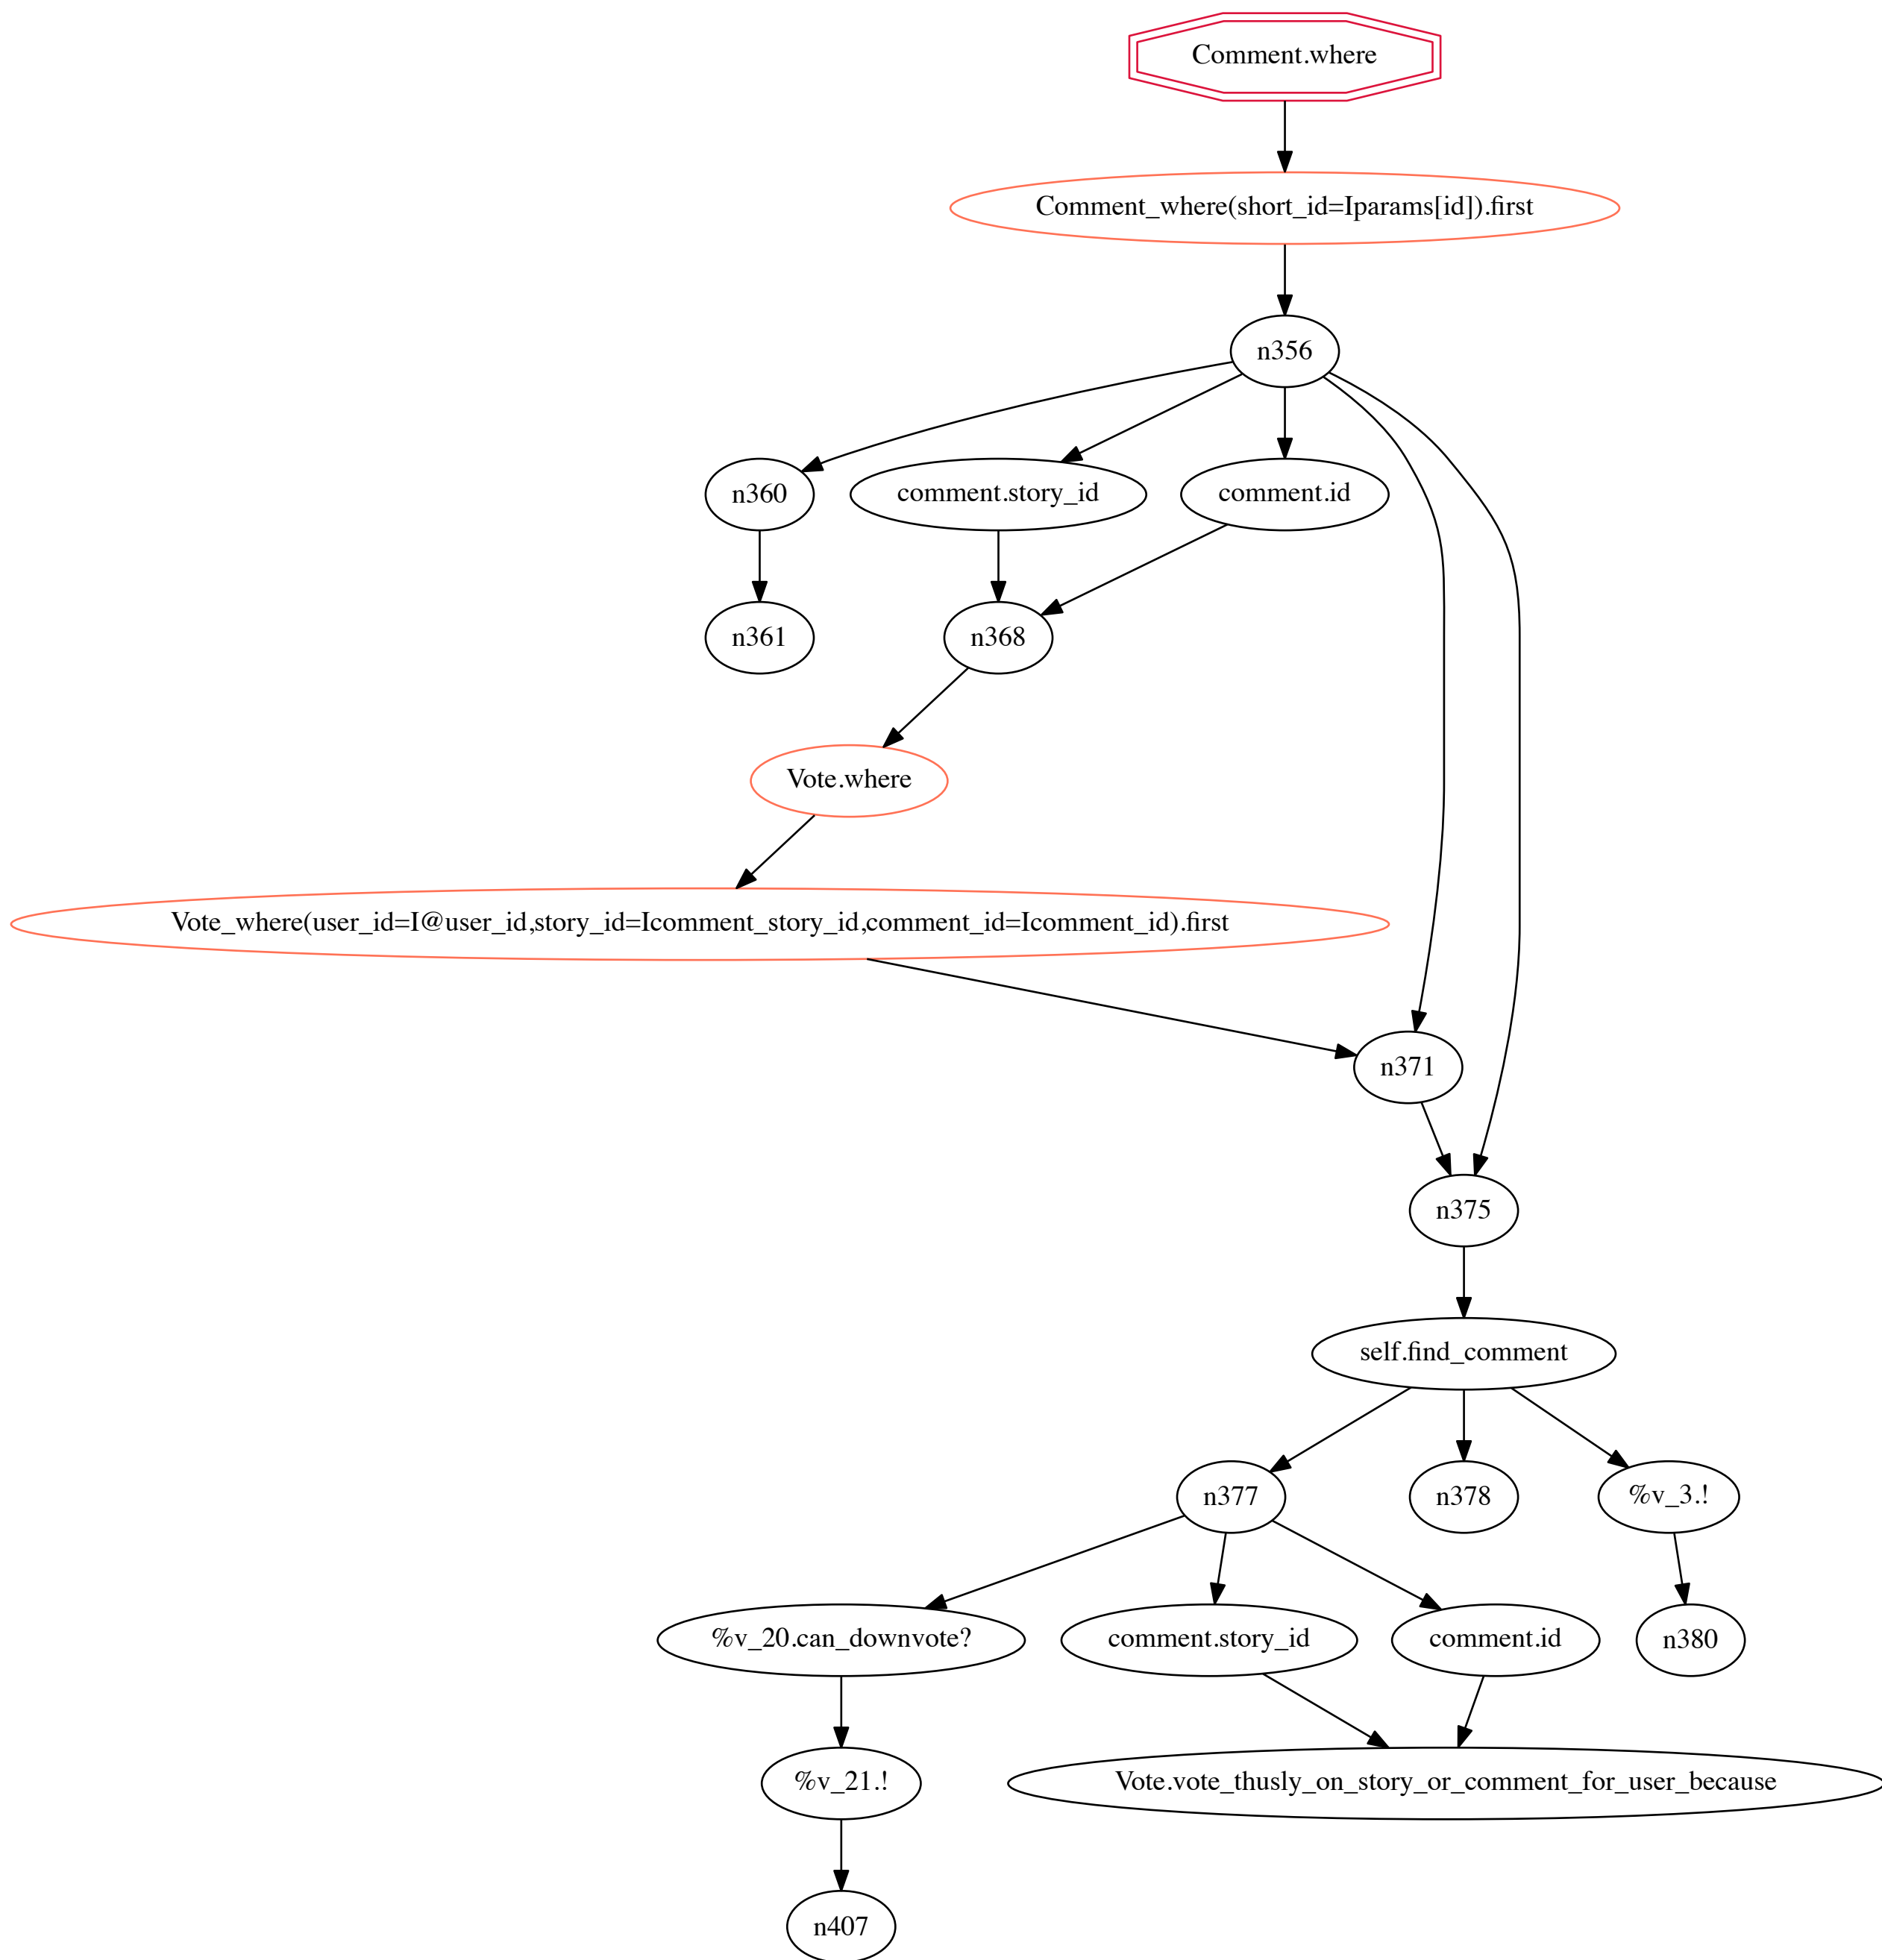 Comment.where
Comment_where(short_id=Iparams[id]).first
n356
n360
comment.story_id
comment.id
n361
n368
Vote.where
Vote_where(user_id=I@user_id,story_id=Icomment_story_id,comment_id=Icomment_id).first
n371
n375
self.find_comment
n377
n378
%v_3.!
%v_20.can_downvote?
comment.story_id
comment.id
n380
%v_21.!
Vote.vote_thusly_on_story_or_comment_for_user_because
n407